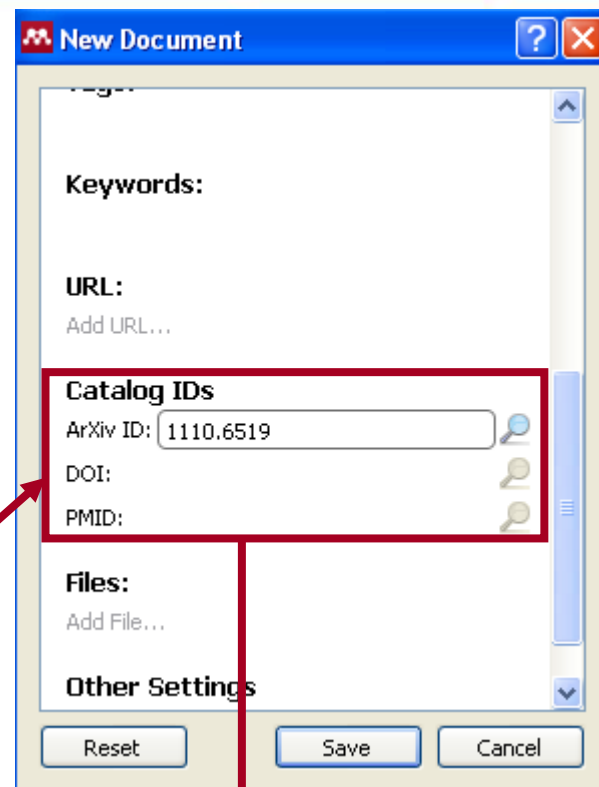 New Document
Keywords:
URL:
Add URL...
Catalog IDs
ArXiv ID: 1110.6519
DOI:
PMID:
Files:
Add File...
Other Settings
Reset Save Cancel